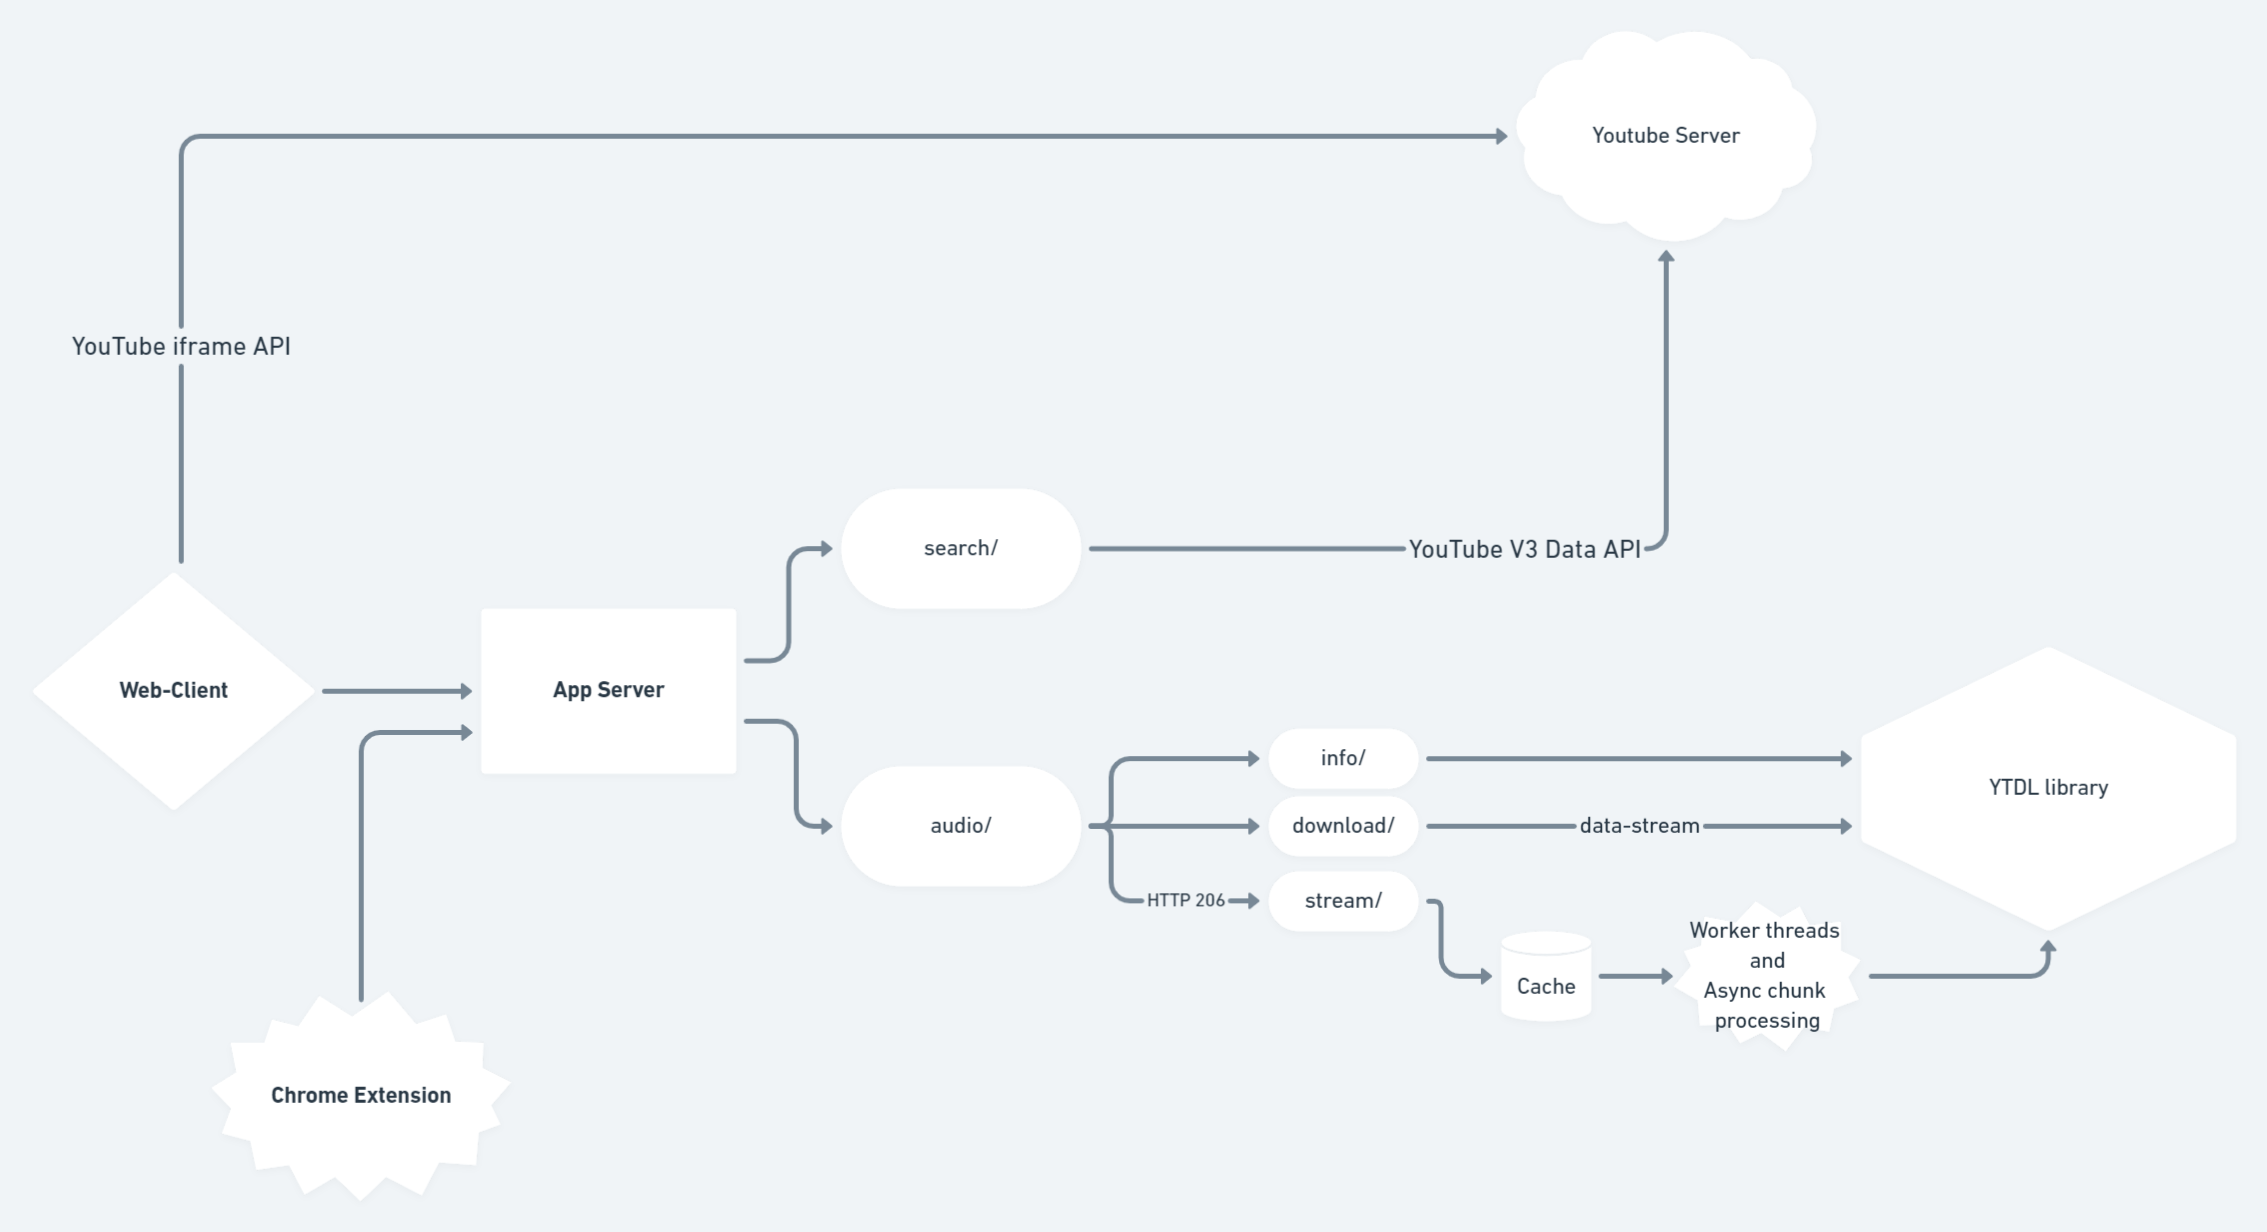 Youtube Server
YouTube iframe API
search/
YouTube V3 Data API
Web-Client
App Server
info/
YTDL library
audio/
download/
data-stream
HTTP 206
stream/
Worker threads
and
Async chunk
processing
Cache
Chrome Extension